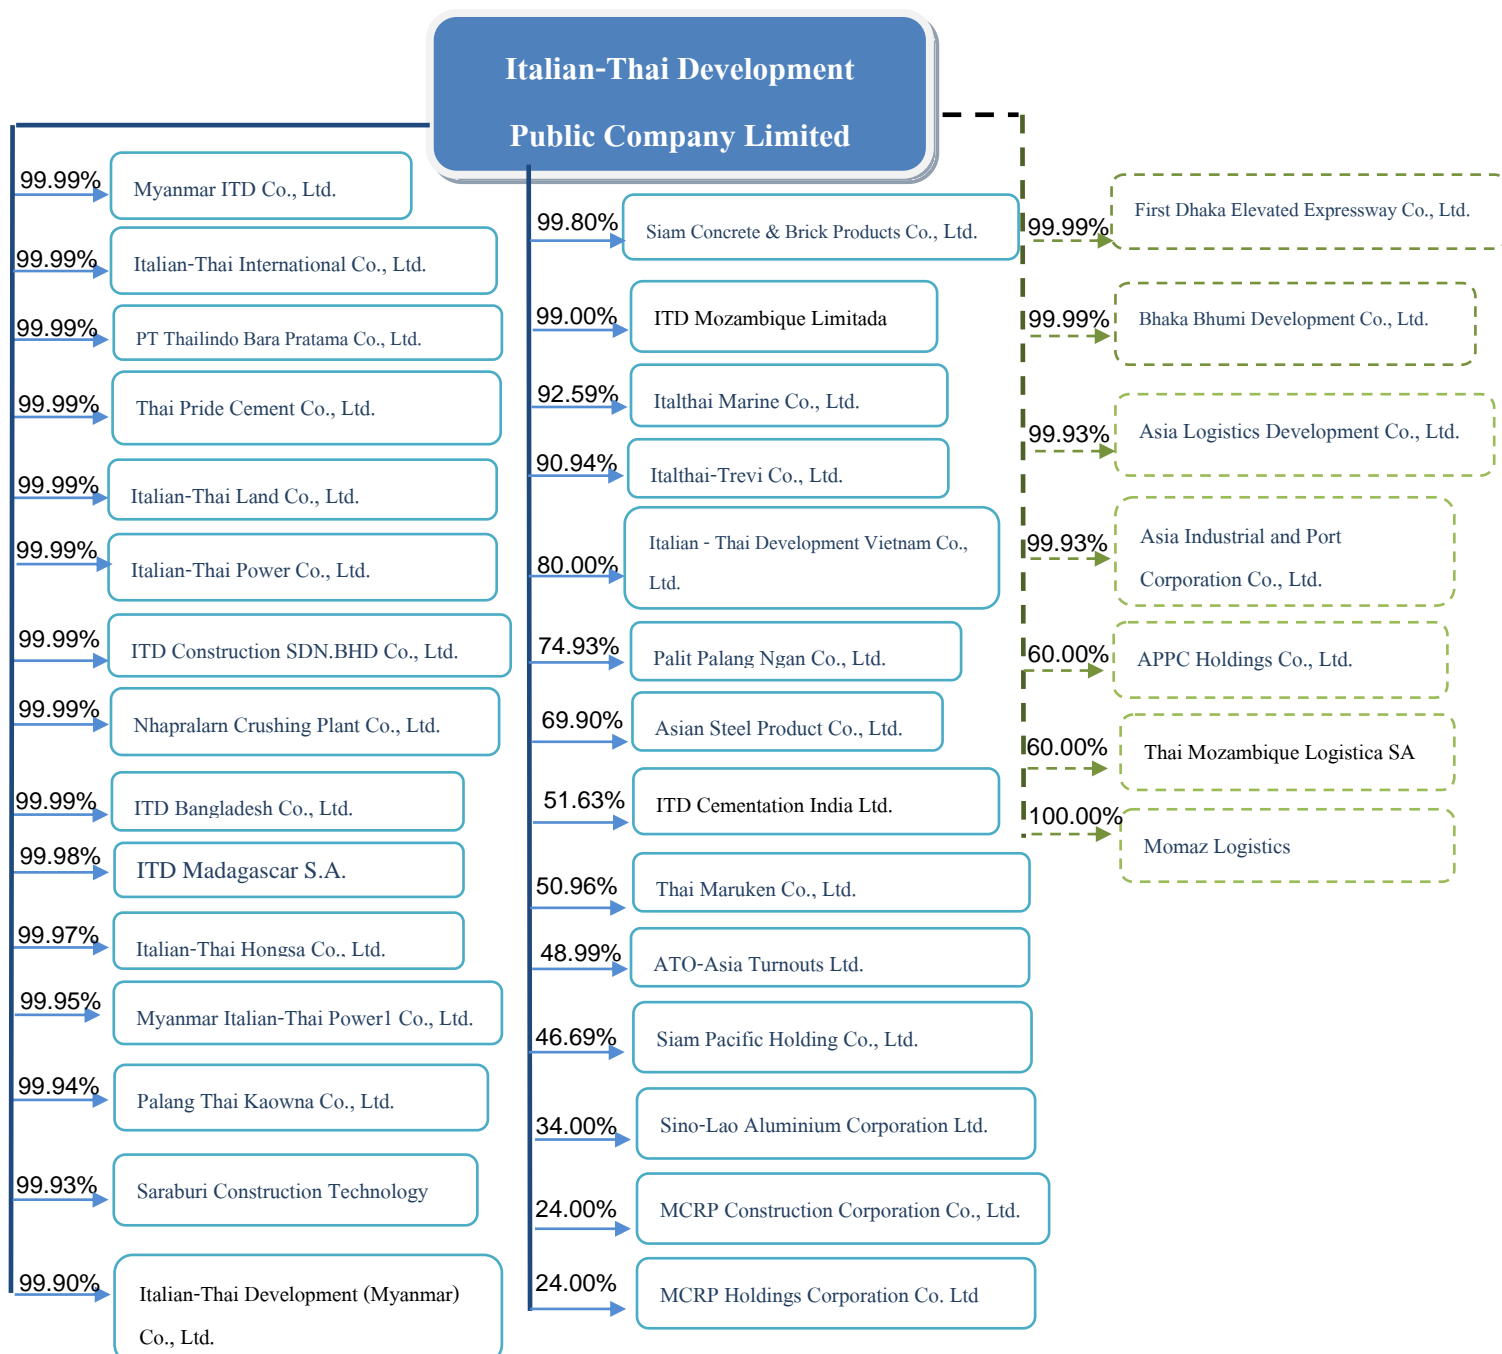 Italian-Thai Development
Public Company Limited
99.99%
Myanmar ITD Co., Ltd.
99.99%
Italian-Thai International Co., Ltd.
99.99%
PT Thailindo Bara Pratama Co., Ltd.
99.99%
Thai Pride Cement Co., Ltd.
99.99%
Italian-Thai Land Co., Ltd.
99.99%
Italian-Thai Power Co., Ltd.
99.99%
ITD Construction SDN.BHD Co., Ltd.
99.99%
Nhapralarn Crushing Plant Co., Ltd.
99.99%
ITD Bangladesh Co., Ltd.
99.98%
ITD Madagascar S.A.
99.97%
Italian-Thai Hongsa Co., Ltd.
99.95%
Myanmar Italian-Thai Power1 Co., Ltd.
99.94%
Palang Thai Kaowna Co., Ltd.
99.93%
Saraburi Construction Technology
99.90%
Italian-Thai Development (Myanmar)
Co., Ltd.
99.80%
Siam Concrete & Brick Products Co., Ltd.
99.00%
ITD Mozambique Limitada
92.59%
Italthai Marine Co., Ltd.
90.94%
Italthai-Trevi Co., Ltd.
80.00%
Italian - Thai Development Vietnam Co.,
Ltd.
74.93%
Palit Palang Ngan Co., Ltd.
69.90%
Asian Steel Product Co., Ltd.
51.63%
ITD Cementation India Ltd.
50.96%
Thai Maruken Co., Ltd.
48.99%
ATO-Asia Turnouts Ltd.
46.69%
Siam Pacific Holding Co., Ltd.
34.00%
Sino-Lao Aluminium Corporation Ltd.
24.00%
MCRP Construction Corporation Co., Ltd.
24.00%
MCRP Holdings Corporation Co. Ltd
99.99%
First Dhaka Elevated Expressway Co., Ltd.
99.99%
Bhaka Bhumi Development Co., Ltd.
99.93%
Asia Logistics Development Co., Ltd.
99.93%
Asia Industrial and Port
Corporation Co., Ltd.
60.00%
APPC Holdings Co., Ltd.
60.00%
Thai Mozambique Logistica SA
100.00%
Momaz Logistics